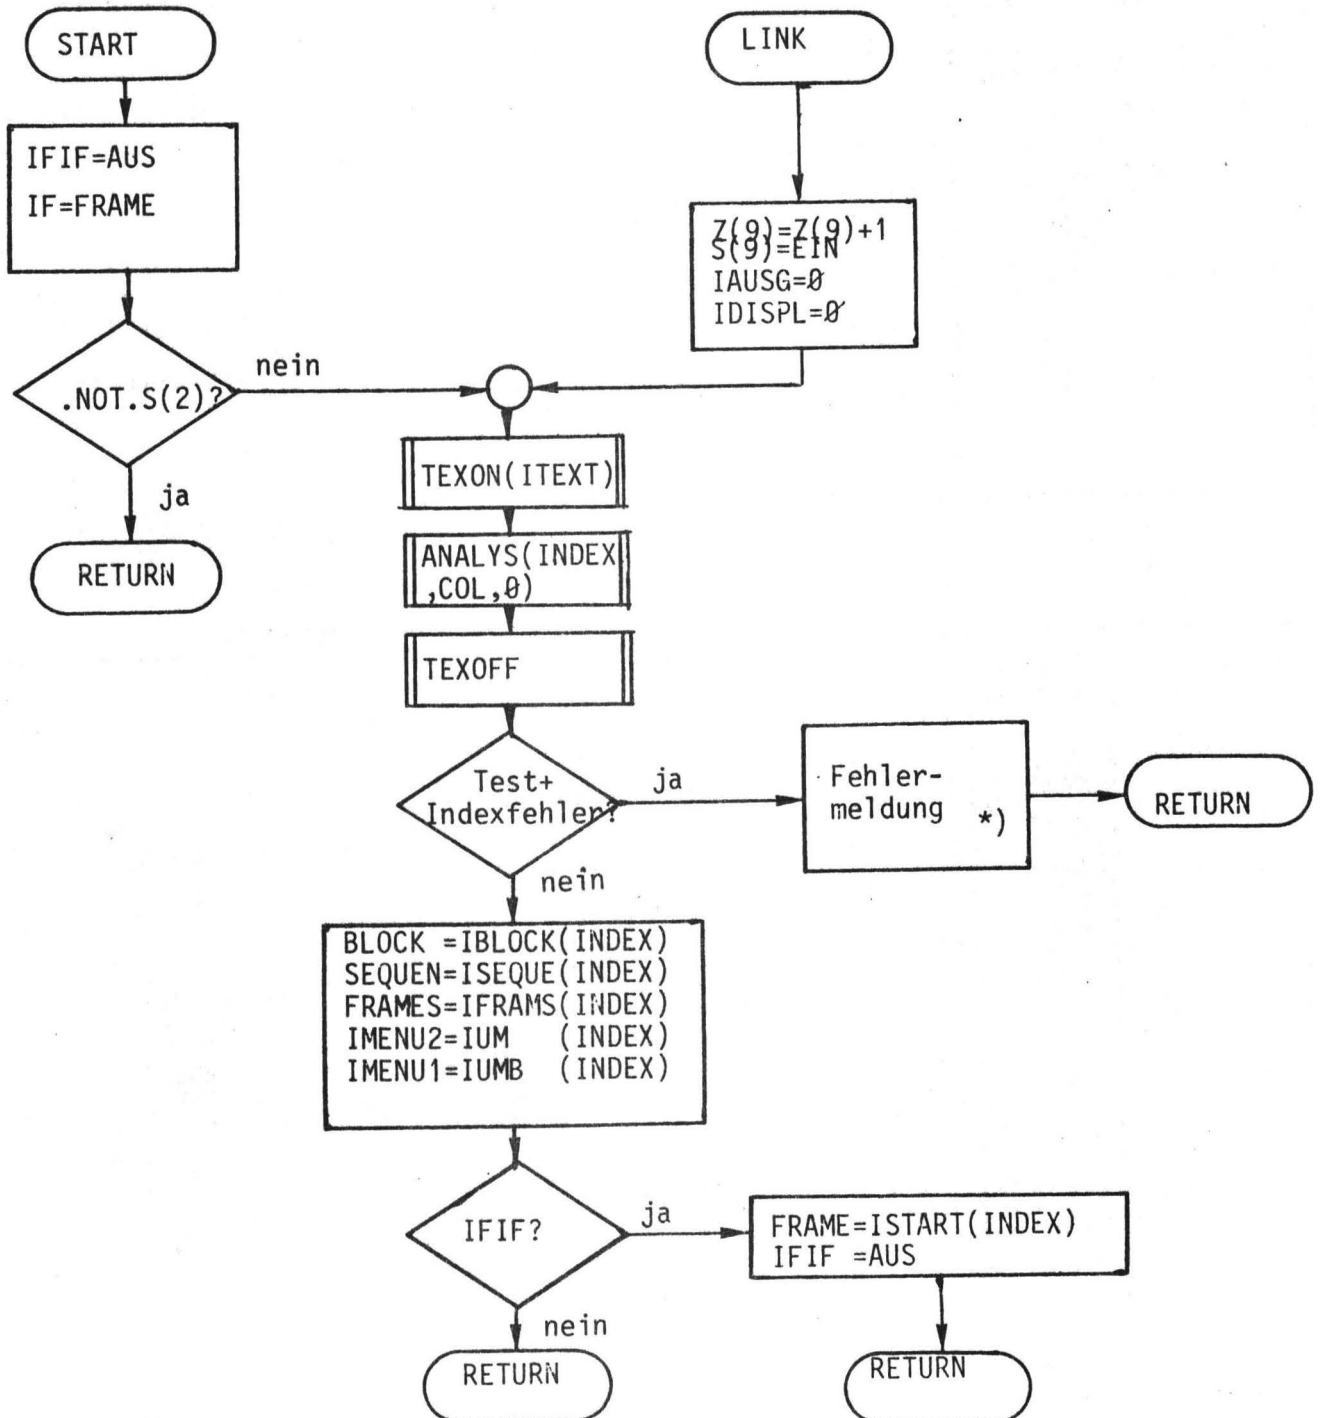 START
LINK
IFIF=AUS
IF=FRAME
Z(9)=Z(9)+1
S(9)=EIN
IAUSG=0
IDISPL=0
nein
.NOT.S(2)?
ja
RETURN
TEXON(ITEXT)
ANALYS(INDEX
,COL,0)
TEXOFF
Test+
Indexfehler?
ja
Fehler-
meldung *)
RETURN
nein
BLOCK =IBLOCK(INDEX)
SEQUEN=ISEQUE(INDEX)
FRAMES=IFRAMS(INDEX)
IMENU2=IUM (INDEX)
IMENU1=IUMB (INDEX)
IFIF?
ja
FRAME=ISTART(INDEX)
IFIF =AUS
nein
RETURN
RETURN